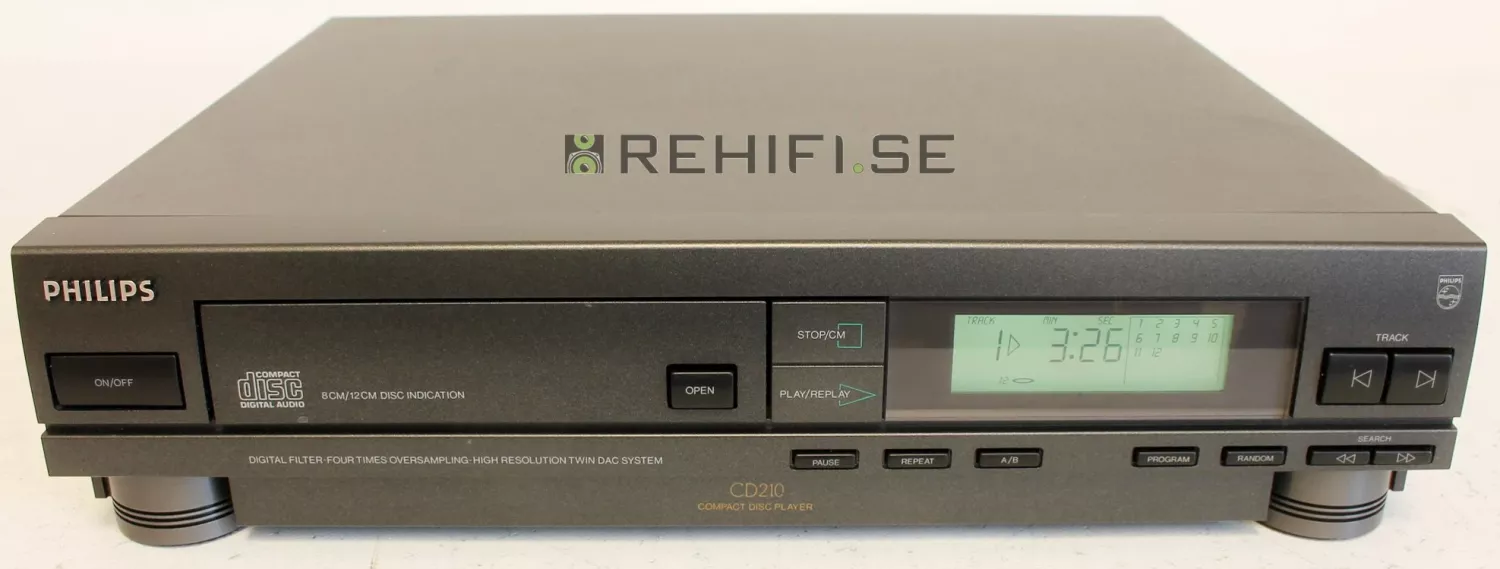 REHIFI.SE
PHILIPS
PHILIPS
ON/OFF
COMPACT
disc
DIGITAL AUDIO
8CM/12CM DISC INDICATION
OPEN
STOP/CM
PLAY/REPLAY
TRACK MIN SEC
1 3:26
12
1 2 3 4 5
6 7 8 9 10
11 12
TRACK
DIGITAL FILTER-FOUR TIMES OVERSAMPLING-HIGH RESOLUTION TWIN DAC SYSTEM
PAUSE
REPEAT
A/B
PROGRAM
RANDOM
SEARCH
CD210
COMPACT DISC PLAYER